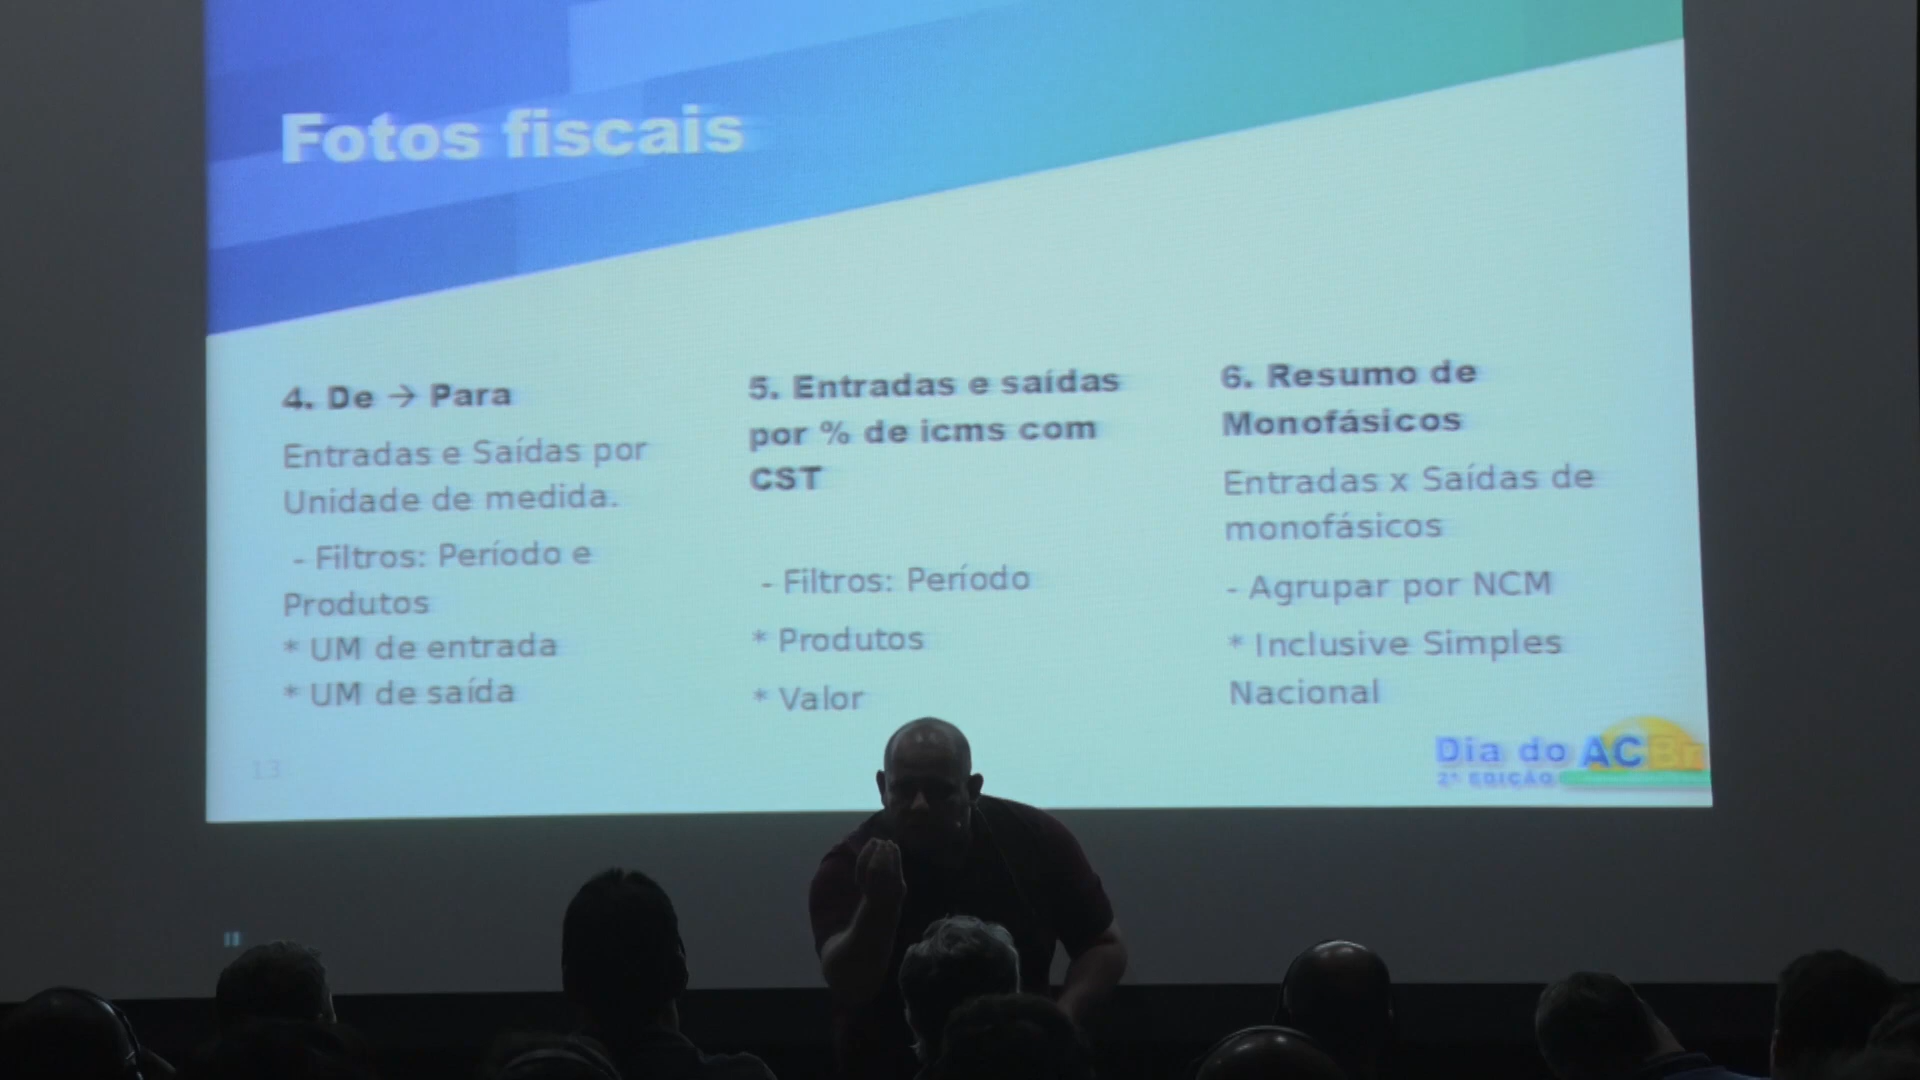 Fotos fiscais
4. De → Para
Entradas e Saídas por
Unidade de medida.
- Filtros: Período e
Produtos
* UM de entrada
* UM de saída
5. Entradas e saídas
por % de icms com
CST
- Filtros: Período
* Produtos
* Valor
6. Resumo de
Monofásicos
Entradas x Saídas de
monofásicos
- Agrupar por NCM
* Inclusive Simples
Nacional
13
Dia do ACBr
2ª EDIÇÃO